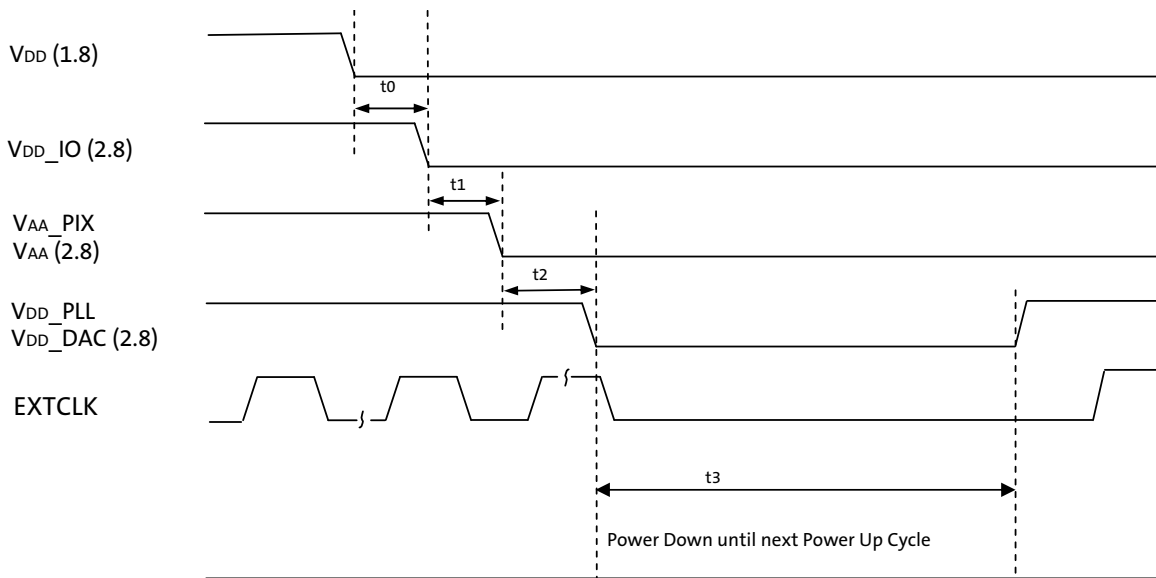 VDD (1.8)
t0
VDD_IO (2.8)
t1
VAA_PIX
VAA (2.8)
t2
VDD_PLL
VDD_DAC (2.8)
EXTCLK
t3
Power Down until next Power Up Cycle